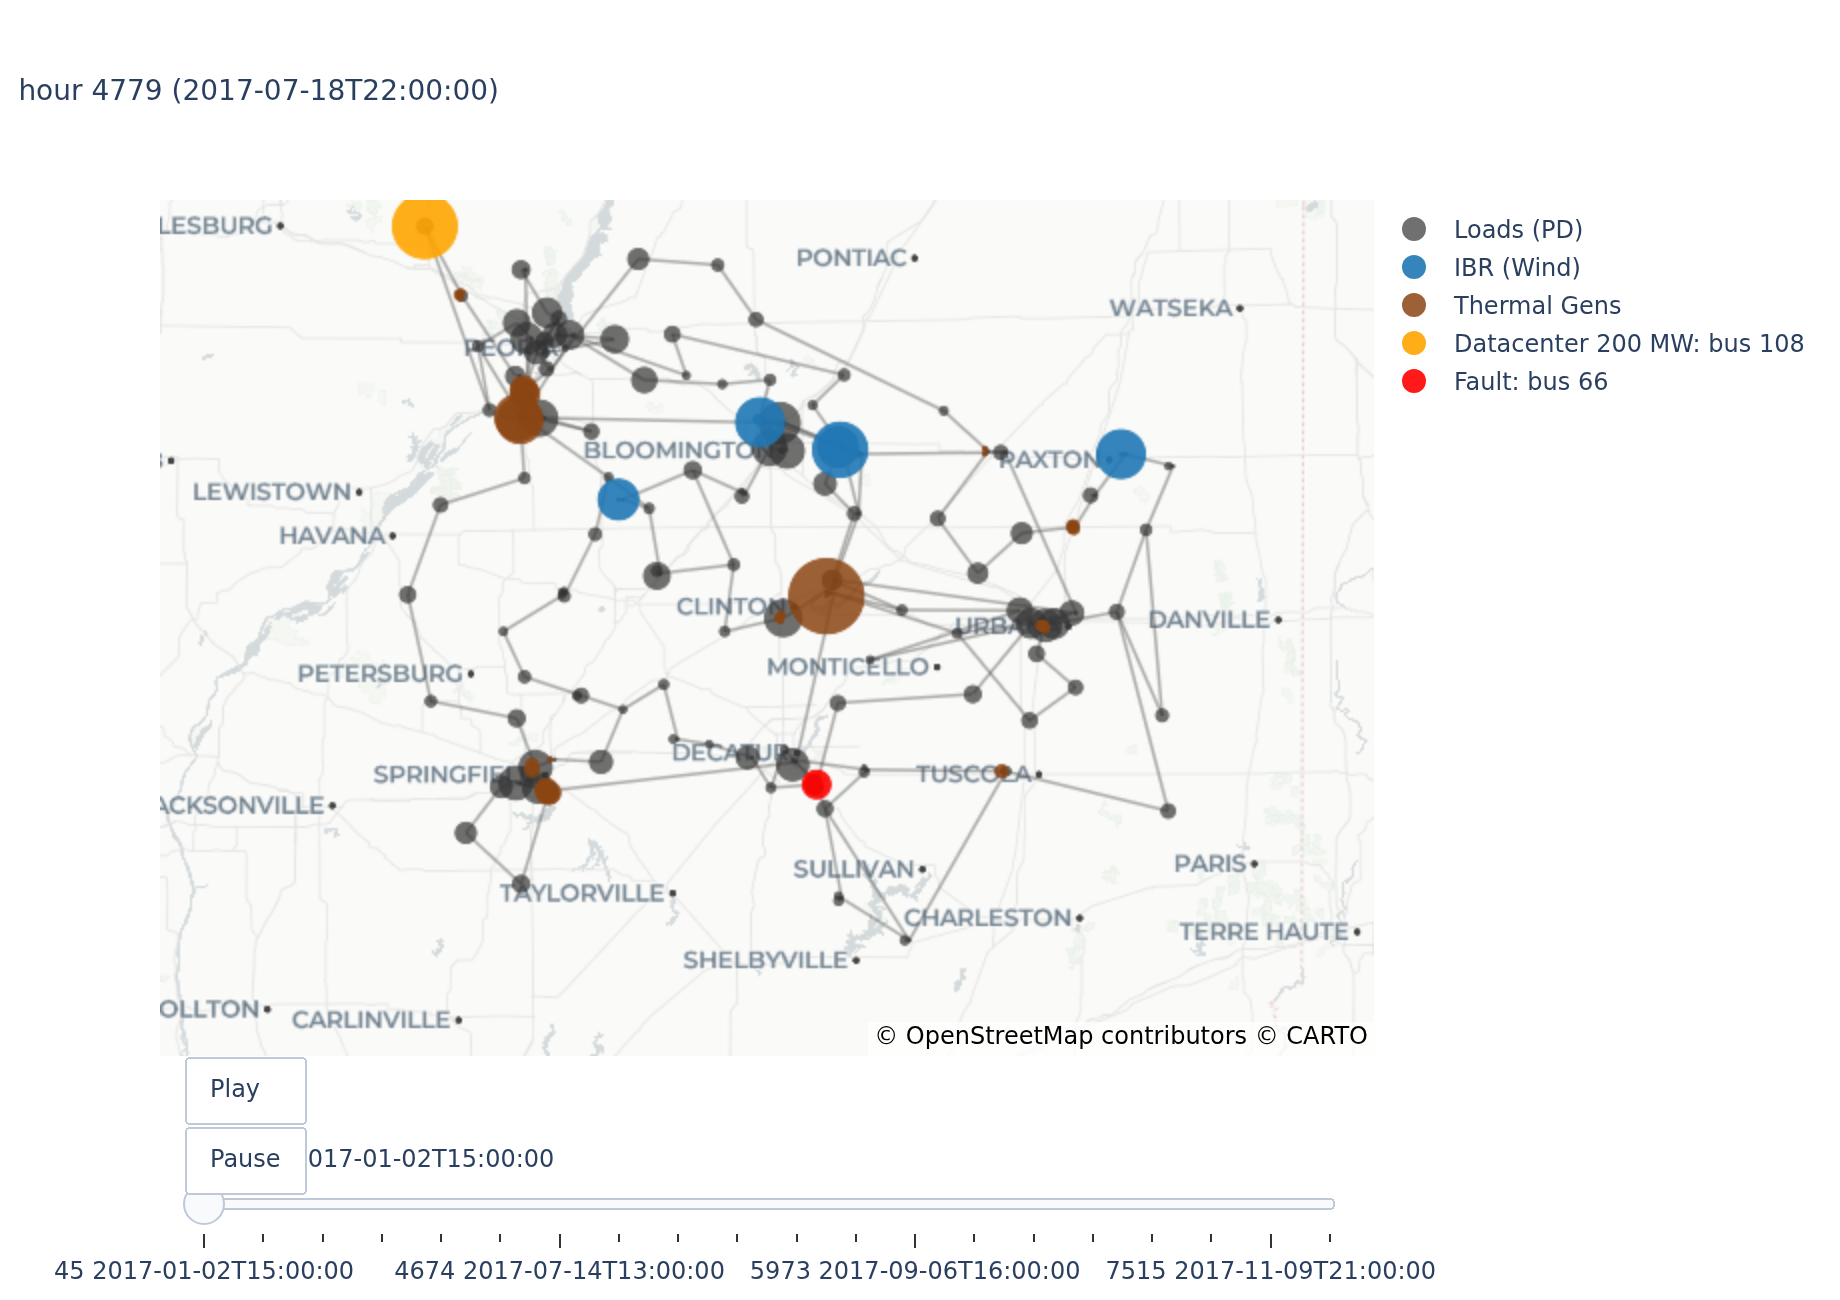 hour 4779 (2017-07-18T22:00:00)
LESBURG
PONTIAC
WATSEKA
BLOOMINGTON
PAXTON
LEWISTOWN
HAVANA
CLINTON
DANVILLE
MONTICELLO
PETERSBURG
DECATUR
SPRINGFIE
TUSCOLA
ACKSONVILLE
SULLIVAN
PARIS
TAYLORVILLE
CHARLESTON
TERRE HAUTE
SHELBYVILLE
OLLTON
CARLINVILLE
© OpenStreetMap contributors © CARTO
Loads (PD)
IBR (Wind)
Thermal Gens
Datacenter 200 MW: bus 108
Fault: bus 66
Play
Pause
017-01-02T15:00:00
45 2017-01-02T15:00:00
4674 2017-07-14T13:00:00
5973 2017-09-06T16:00:00
7515 2017-11-09T21:00:00